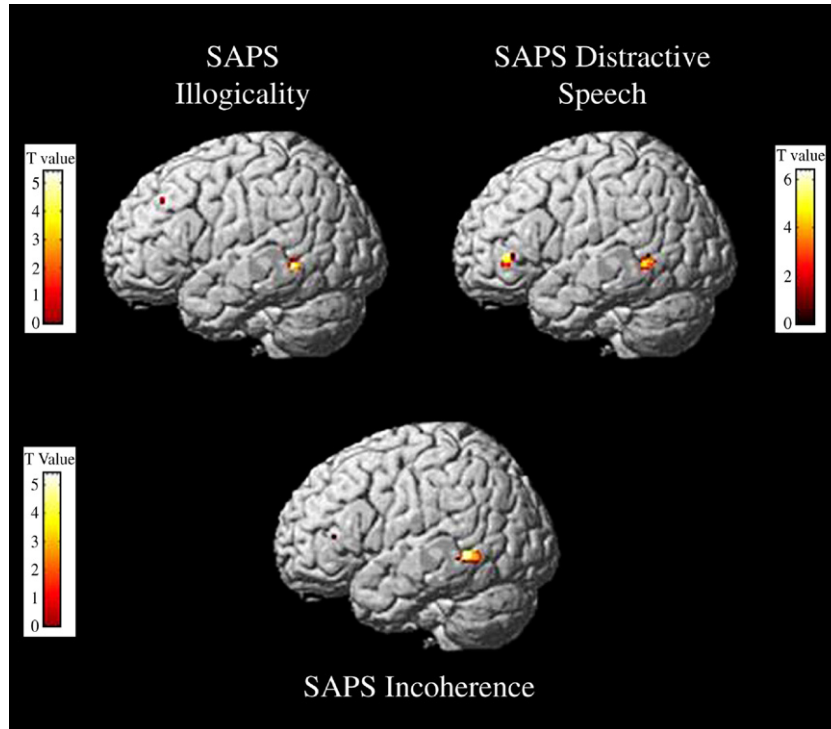 SAPS
Illogicality
SAPS Distractive
Speech
T value
5
4
3
2
1
0
T value
6
4
2
0
T Value
5
4
3
2
1
0
SAPS Incoherence